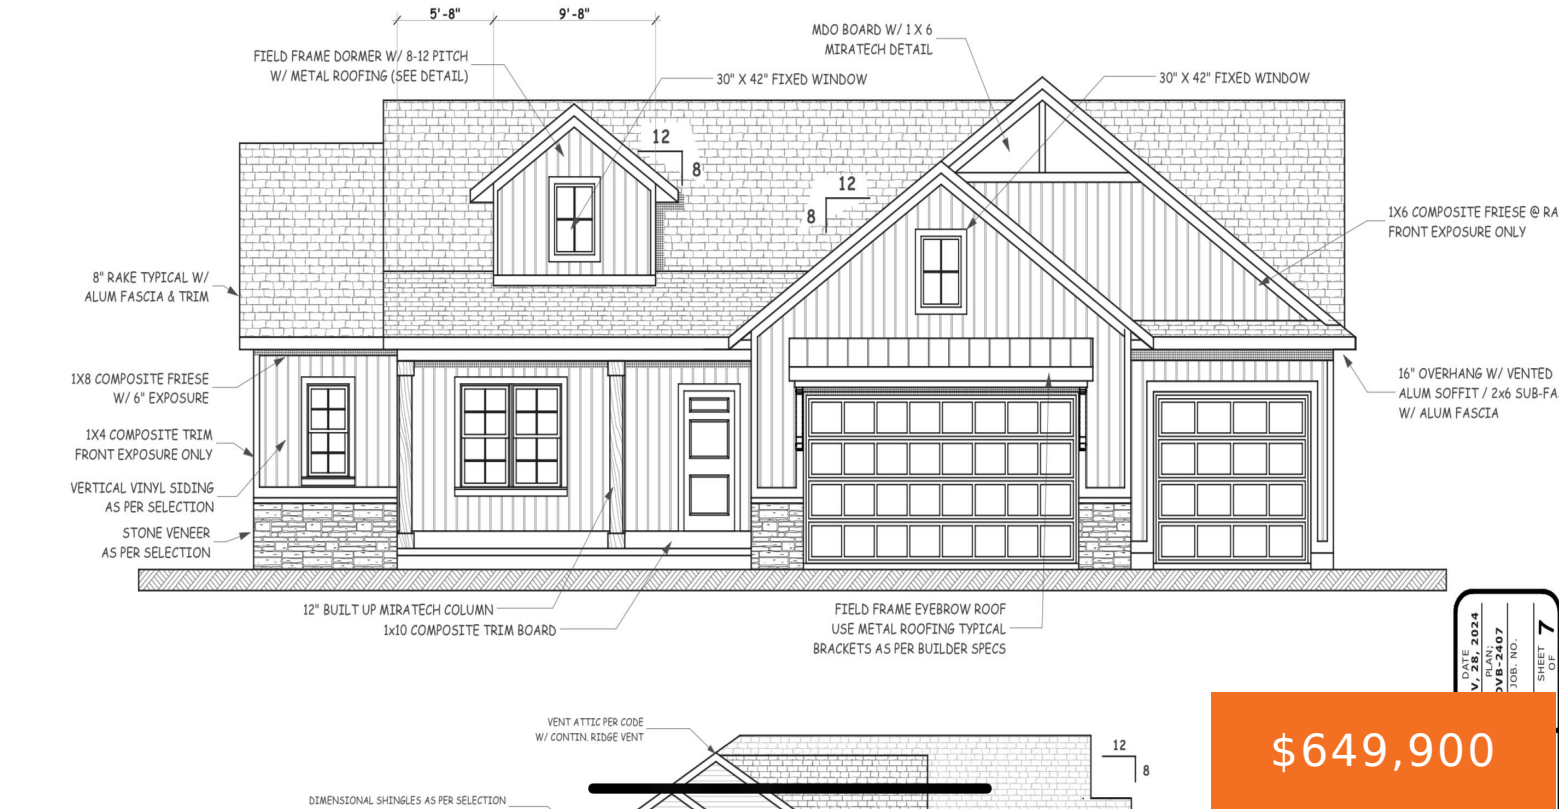 5'-8"
9'-8"
FIELD FRAME DORMER W/ 8-12 PITCH
W/ METAL ROOFING (SEE DETAIL)
30" X 42" FIXED WINDOW
MDO BOARD W/ 1 X 6
MIRATECH DETAIL
30" X 42" FIXED WINDOW
12
8
12
8
1X6 COMPOSITE FRIESE @ RA
FRONT EXPOSURE ONLY
8" RAKE TYPICAL W/
ALUM FASCIA & TRIM
1X8 COMPOSITE FRIESE
W/ 6" EXPOSURE
1X4 COMPOSITE TRIM
FRONT EXPOSURE ONLY
VERTICAL VINYL SIDING
AS PER SELECTION
STONE VENEER
AS PER SELECTION
16" OVERHANG W/ VENTED
ALUM SOFFIT / 2x6 SUB-FA
W/ ALUM FASCIA
12" BUILT UP MIRATECH COLUMN
1x10 COMPOSITE TRIM BOARD
FIELD FRAME EYEBROW ROOF
USE METAL ROOFING TYPICAL
BRACKETS AS PER BUILDER SPECS
DATE
V, 28, 2024
PLAN;
OVB-2407
JOB. NO.
SHEET 7
OF
VENT ATTIC PER CODE
W/ CONTIN. RIDGE VENT
12
8
DIMENSIONAL SHINGLES AS PER SELECTION
$649,900